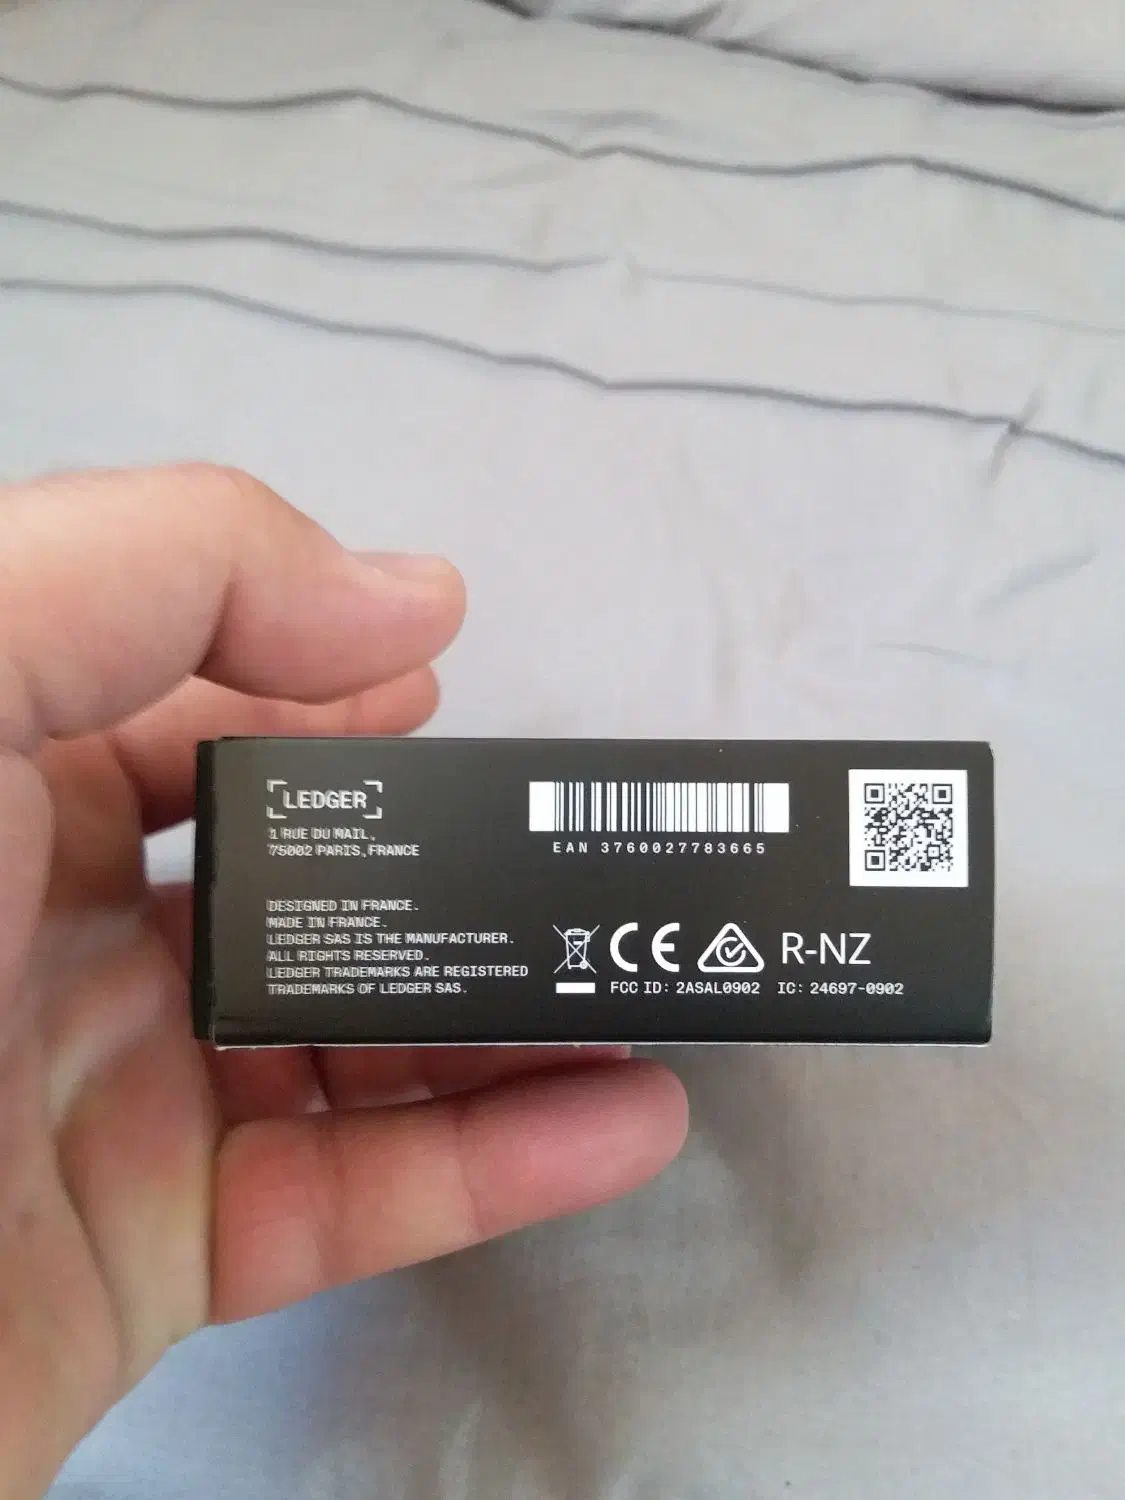 LEDGER
1 RUE DU MAIL,
75002 PARIS, FRANCE
DESIGNED IN FRANCE.
MADE IN FRANCE.
LEDGER SAS IS THE MANUFACTURER.
ALL RIGHTS RESERVED.
LEDGER TRADEMARKS ARE REGISTERED
TRADEMARKS OF LEDGER SAS.
EAN 3760027783665
CE R-NZ
FCC ID: 2ASAL0902 IC: 24697-0902